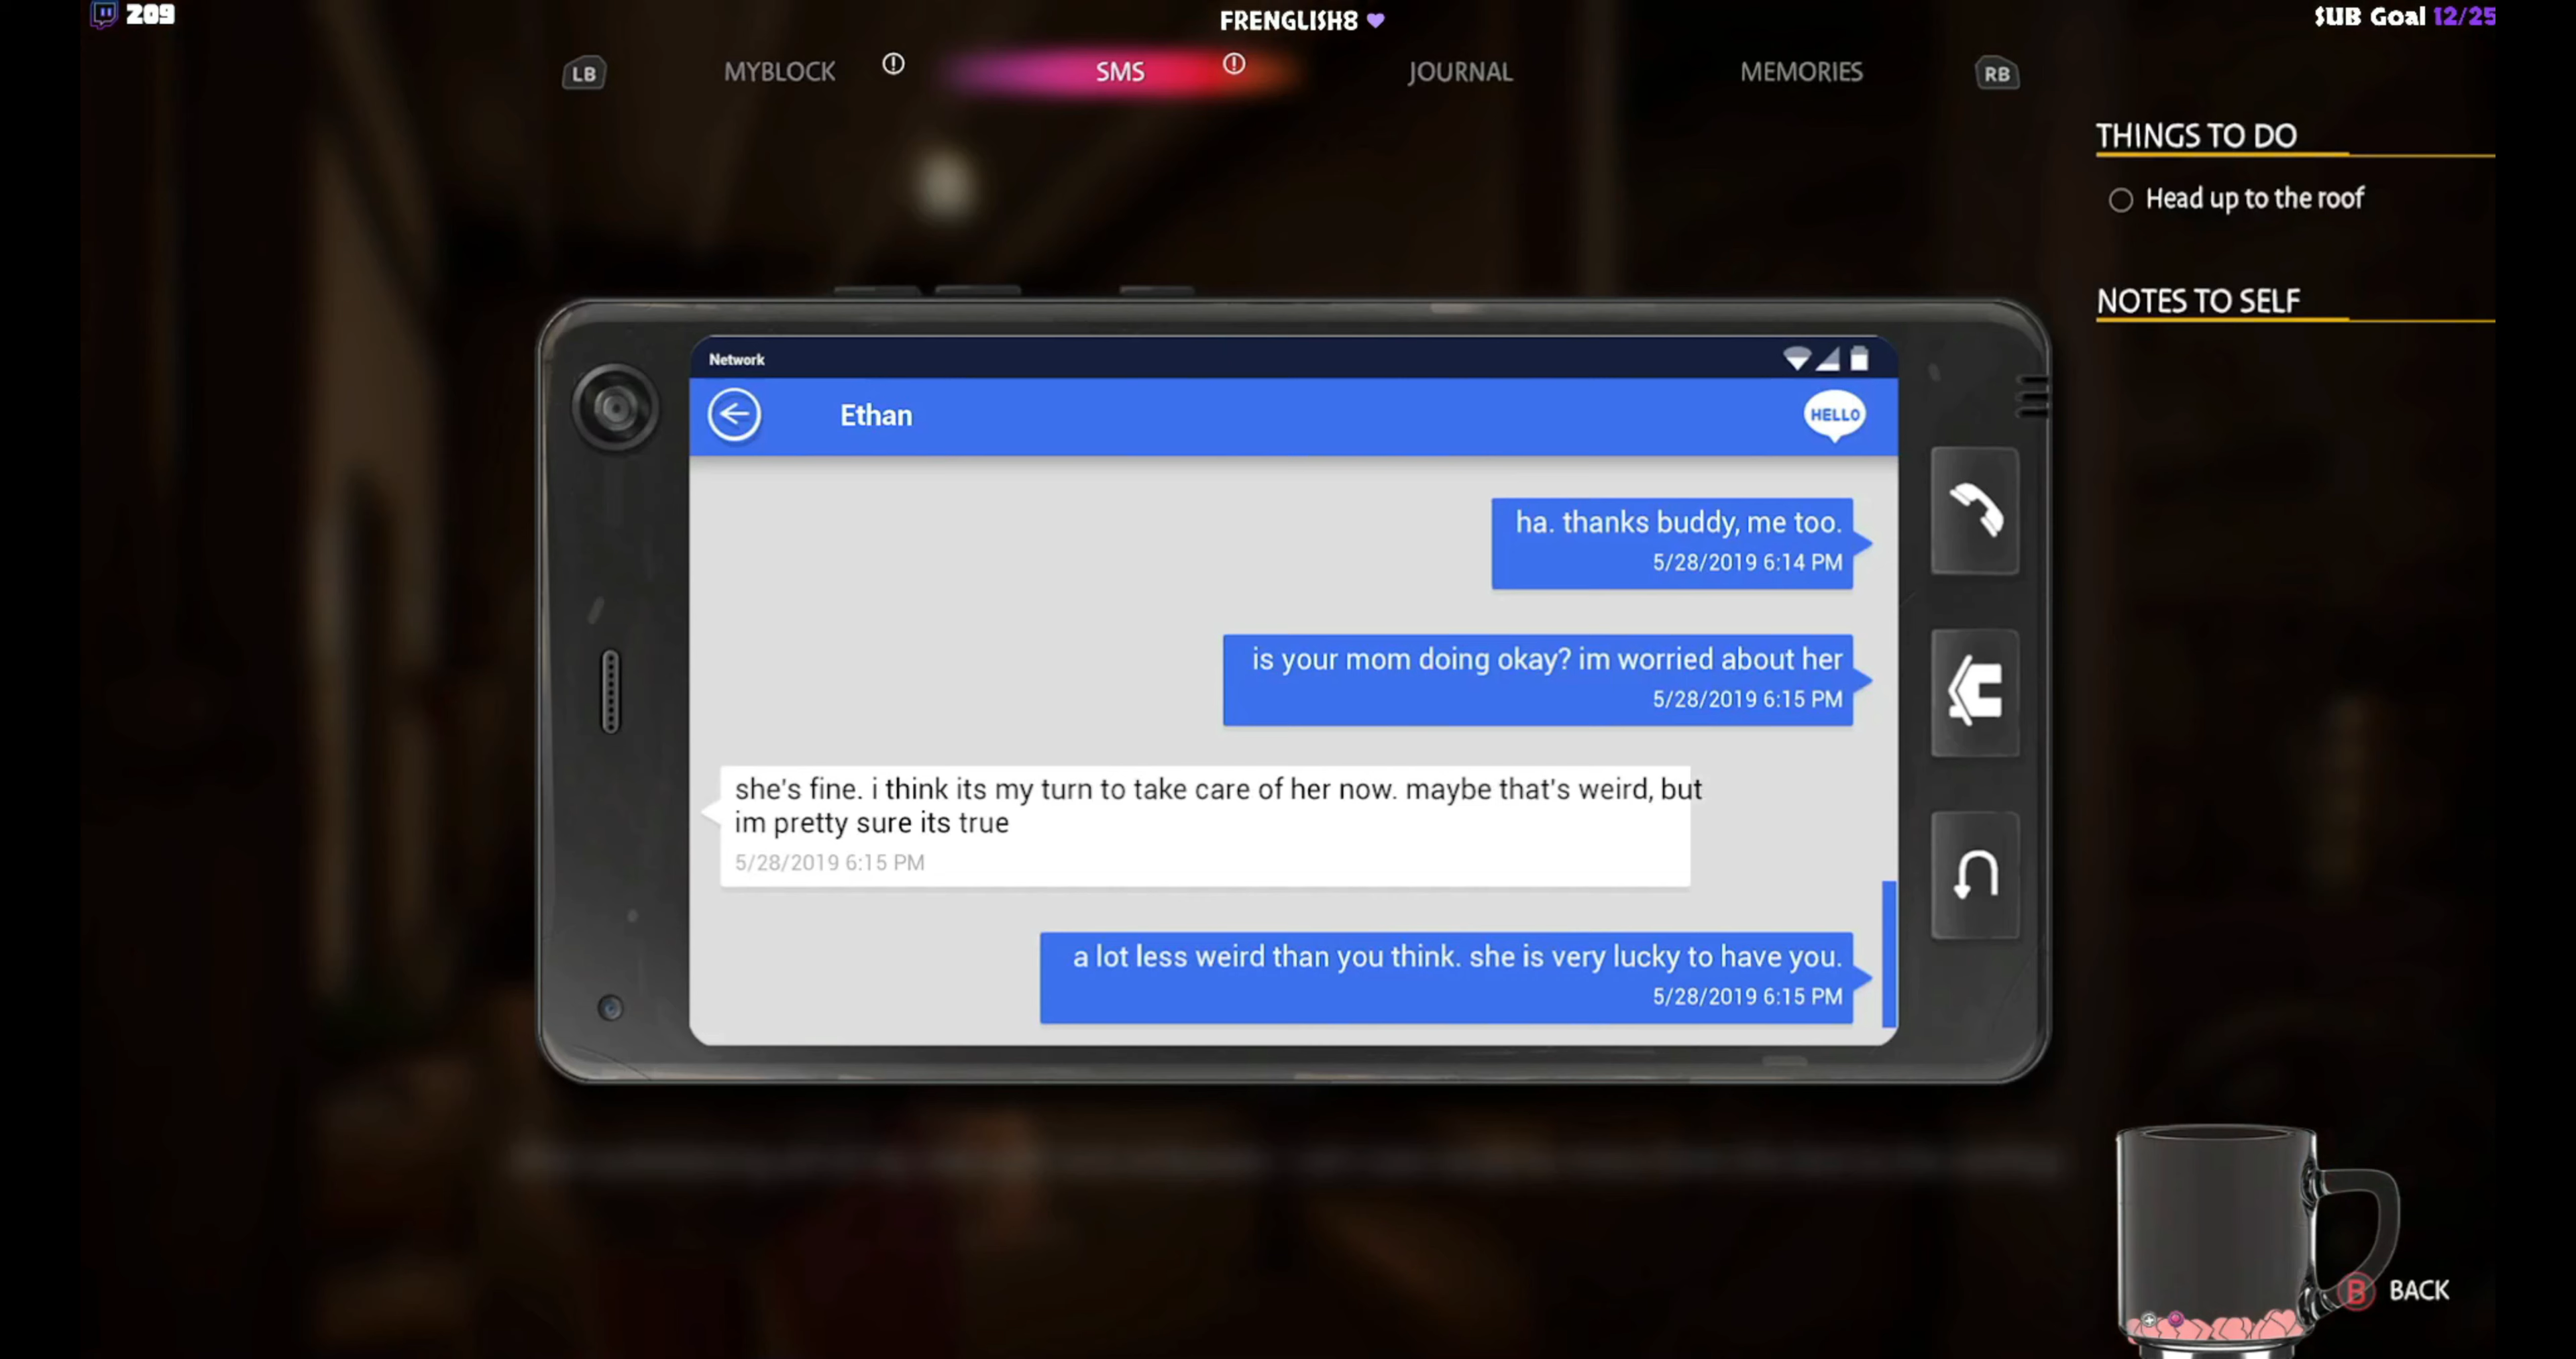 209
FRENGLISH8
SUB Goal 12/25
LB
MYBLOCK
SMS
JOURNAL
MEMORIES
RB
THINGS TO DO
Head up to the roof
NOTES TO SELF
Network
Ethan
HELLO
ha. thanks buddy, me too.
5/28/2019 6:14 PM
is your mom doing okay? im worried about her
5/28/2019 6:15 PM
she's fine. i think its my turn to take care of her now. maybe that's weird, but
im pretty sure its true
5/28/2019 6:15 PM
a lot less weird than you think. she is very lucky to have you.
5/28/2019 6:15 PM
B BACK